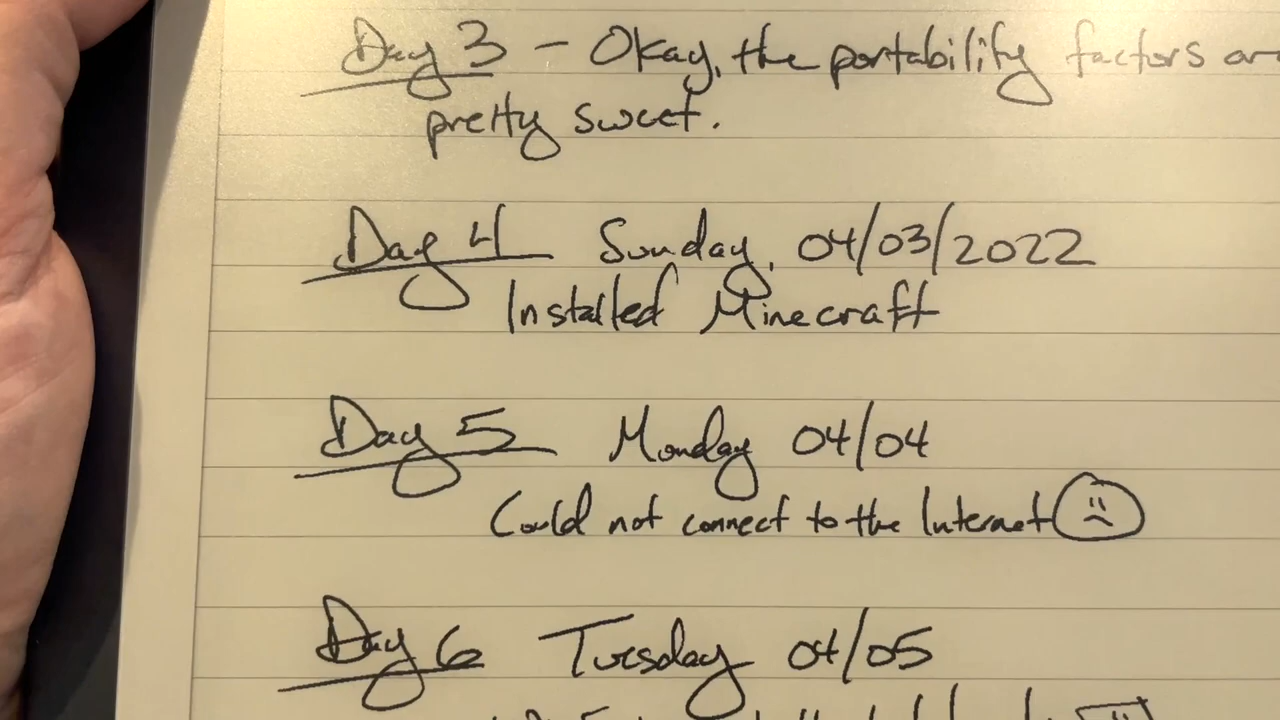 Day 3 – Okay, the portability factors
pretty sweet.
Day 4 Sunday, 04/03/2022
Installed Minecraft
Day 5 Monday 04/04
Could not connect to the Internet
Day 6 Tuesday 04/05